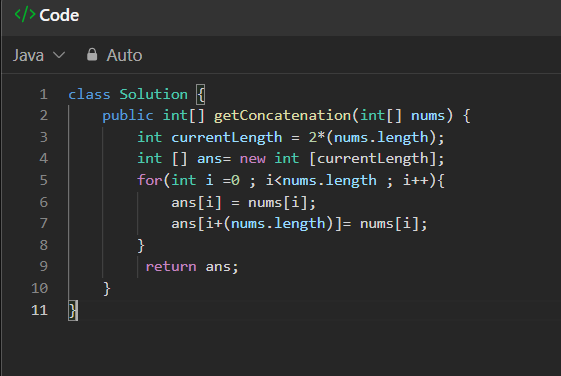 </> Code
Java Auto
1 class Solution {
2 public int[] getConcatenation(int[] nums) {
3 int currentLength = 2*(nums.length);
4 int [] ans= new int [currentLength];
5 for(int i =0 ; i<nums.length ; i++){
6 ans[i] = nums[i];
7 ans[i+(nums.length)]= nums[i];
8 }
9 return ans;
10 }
11 }